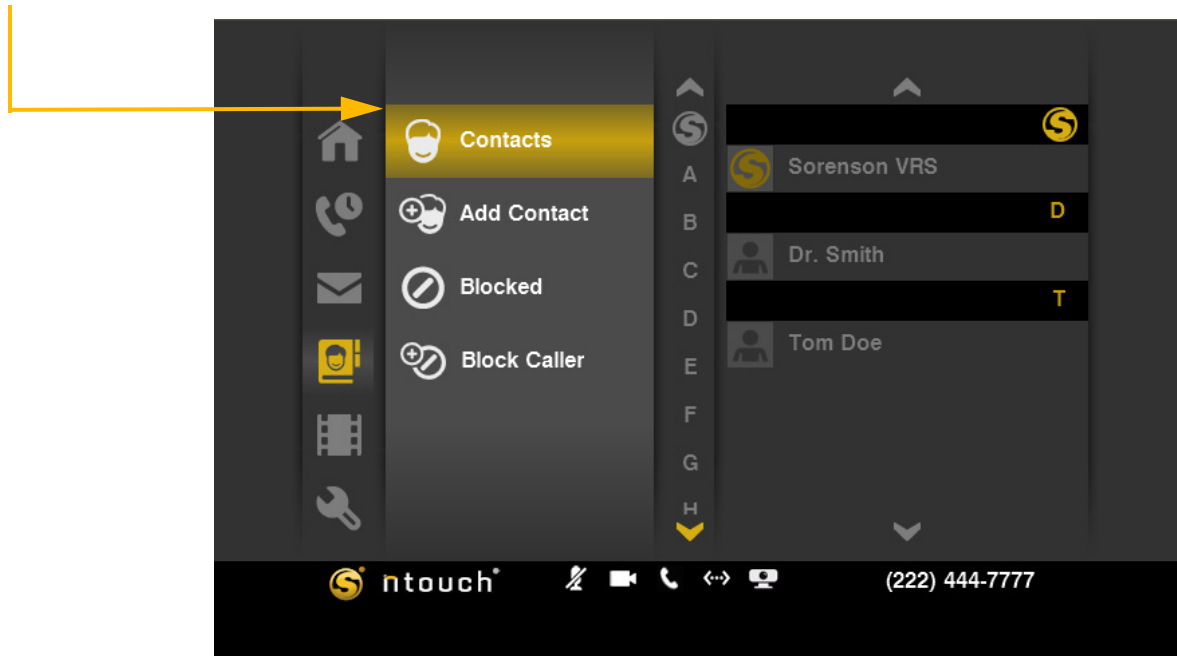 Contacts
Add Contact
Blocked
Block Caller
A
B
C
D
E
F
G
H
S
Sorenson VRS
D
Dr. Smith
T
Tom Doe
ntouch
(222) 444-7777